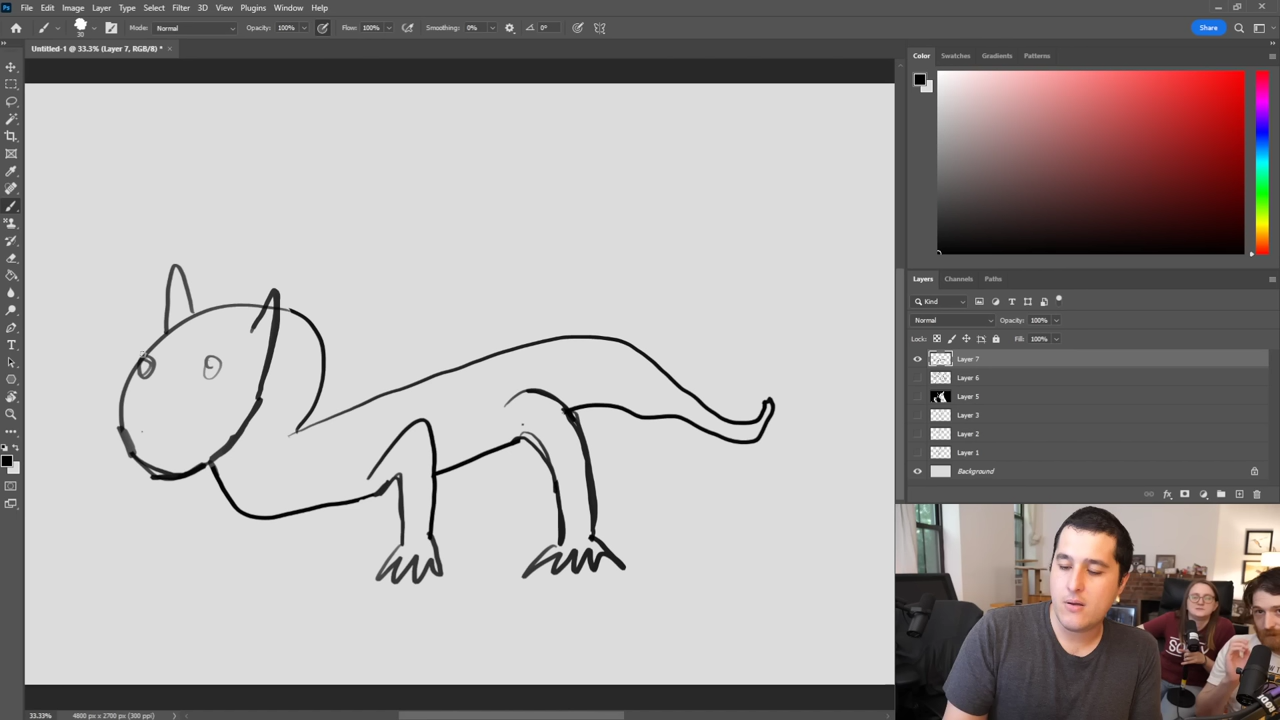 Ps File Edit Image Layer Type Select Filter 3D View Plugins Window Help
30 Mode: Normal Opacity: 100% Flow: 100% Smoothing: 0% 0° Share
Untitled-1 @ 33.3% (Layer 7, RGB/8) * ×
Color Swatches Gradients Patterns
Layers Channels Paths
Kind
Normal Opacity: 100%
Lock: Fill: 100%
Layer 7
Layer 6
Layer 5
Layer 3
Layer 2
Layer 1
Background
33.33% 4800 px x 2700 px (300 ppi)